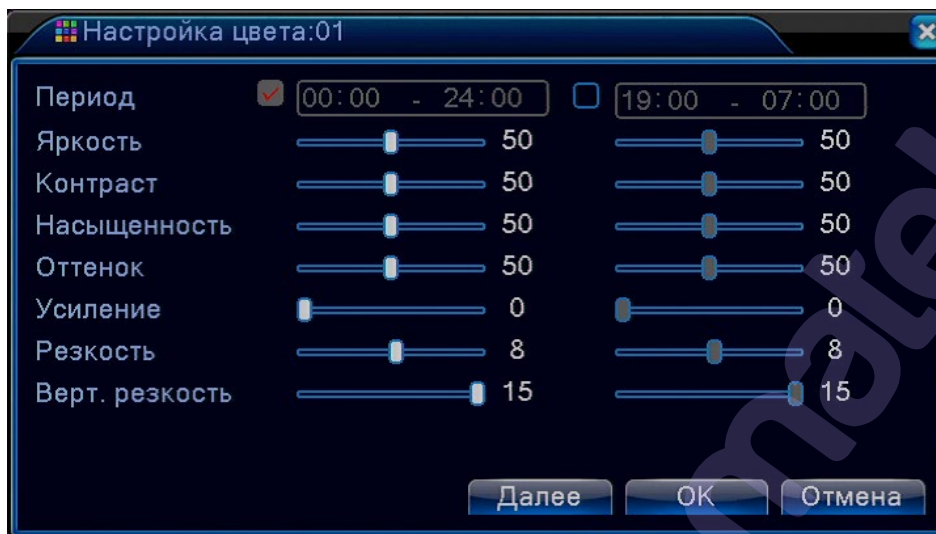 Настройка цвета:01
Период 00:00 - 24:00 19:00 - 07:00
Яркость 50 50
Контраст 50 50
Насыщенность 50 50
Оттенок 50 50
Усиление 0 0
Резкость 8 8
Верт. резкость 15 15
Далее OK Отмена